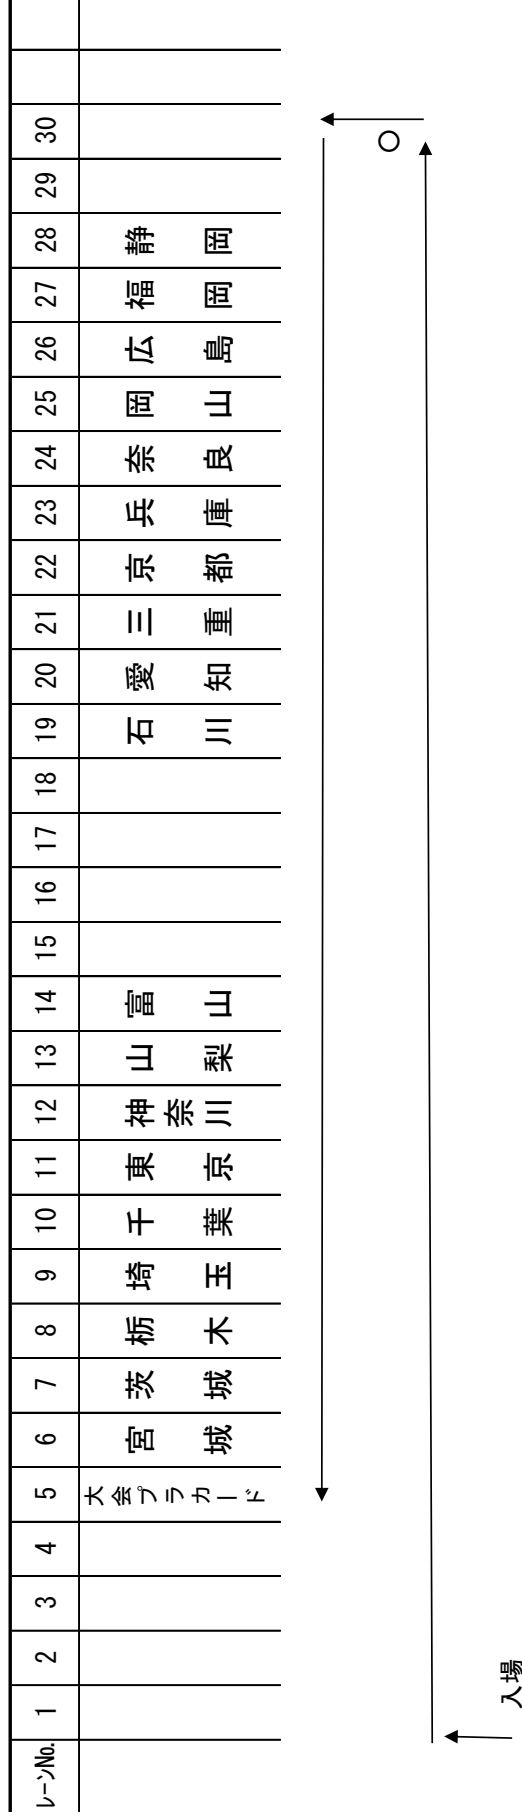 レーンNo. 1 2 3 4 5 6 7 8 9 10 11 12 13 14 15 16 17 18 19 20 21 22 23 24 25 26 27 28 29 30
大会プラカード 宮城 茨城 栃木 埼玉 千葉 東京 神奈川 山梨 富山 石川 愛知 三重 京都 兵庫 奈良 岡山 広島 福岡 静岡
○
入場